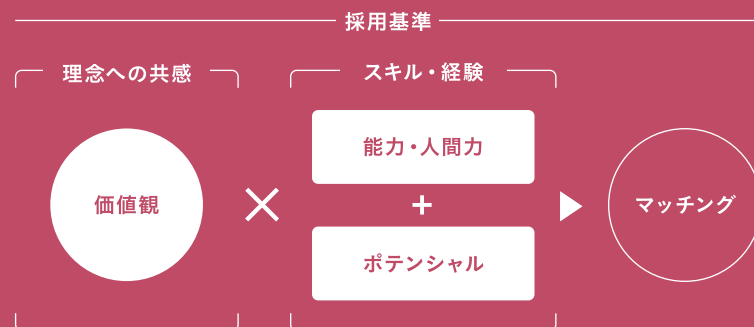 採用基準
理念への共感
スキル・経験
価値観
×
能力・人間力
+
ポテンシャル
マッチング